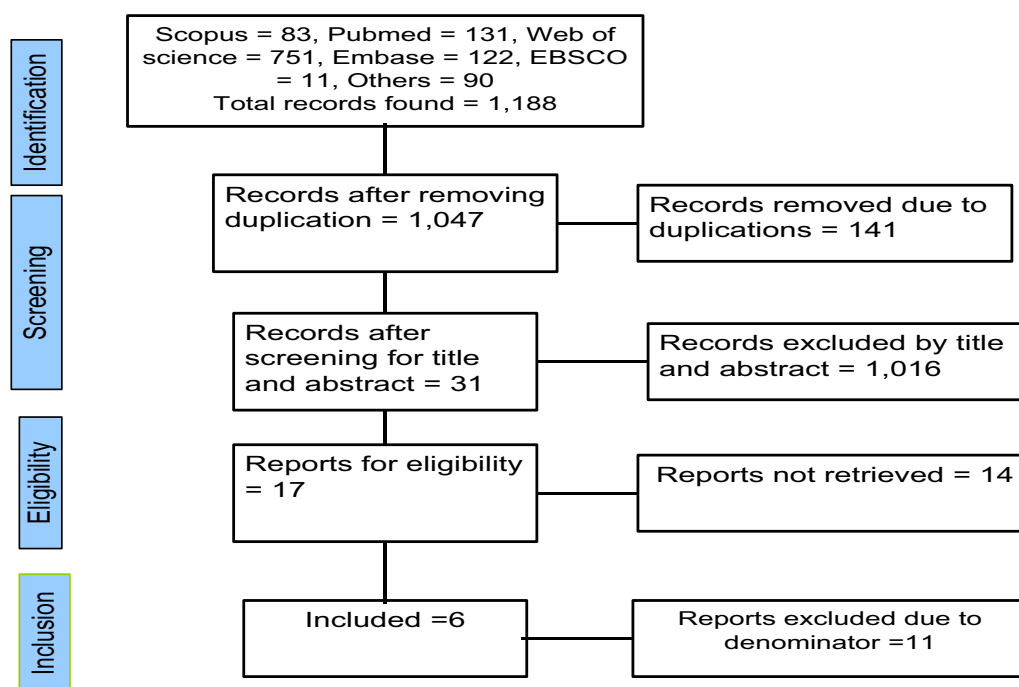 Identification
Scopus = 83, Pubmed = 131, Web of
science = 751, Embase = 122, EBSCO
= 11, Others = 90
Total records found = 1,188
Screening
Records after removing
duplication = 1,047
Records removed due to
duplications = 141
Records after
screening for title
and abstract = 31
Records excluded by title
and abstract = 1,016
Eligibility
Reports for eligibility
= 17
Reports not retrieved = 14
Inclusion
Included =6
Reports excluded due to
denominator =11